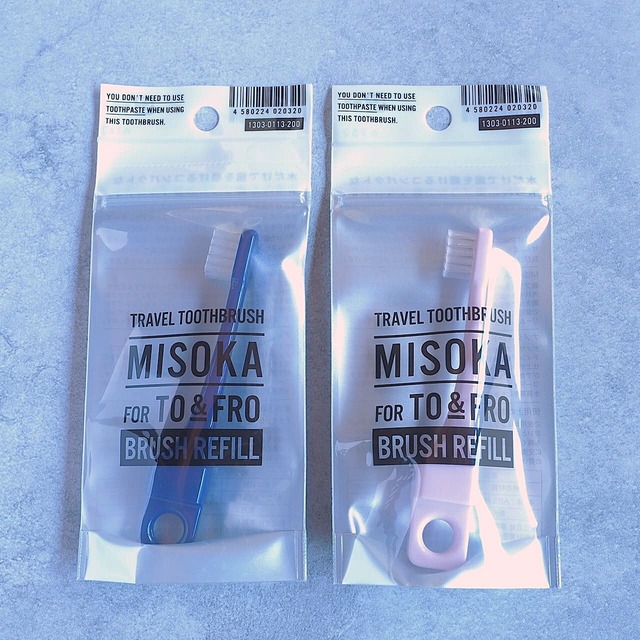 YOU DON'T NEED TO USE
TOOTHPASTE WHEN USING
THIS TOOTHBRUSH.
4 580224 020320
1303-0113-200
TRAVEL TOOTHBRUSH
MISOKA
FOR TO & FRO
BRUSH REFILL
YOU DON'T NEED TO USE
TOOTHPASTE WHEN USING
THIS TOOTHBRUSH.
4 580224 020320
1303-0113-200
TRAVEL TOOTHBRUSH
MISOKA
FOR TO & FRO
BRUSH REFILL